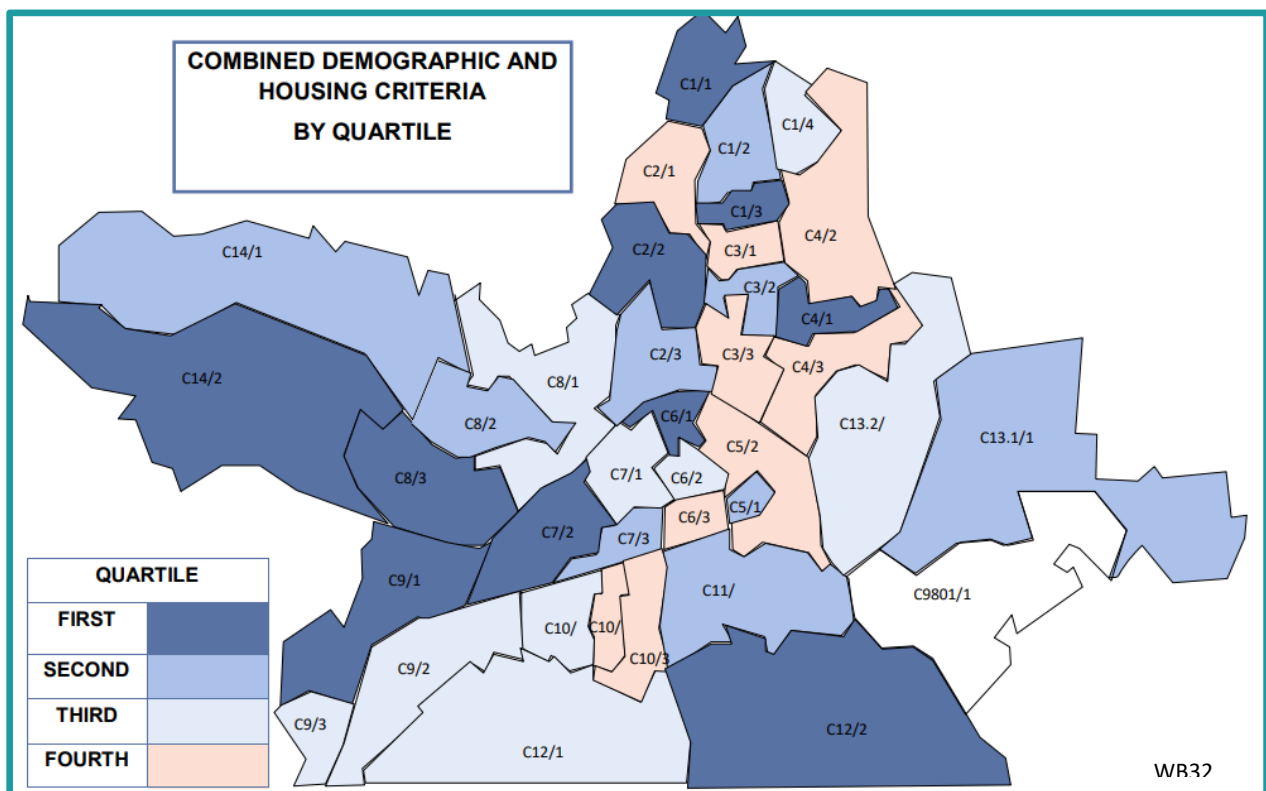 COMBINED DEMOGRAPHIC AND
HOUSING CRITERIA
BY QUARTILE
C1/1
C1/4
C1/2
C2/1
C1/3
C4/2
C3/1
C2/2
C14/1
C3/2
C4/1
C2/3
C3/3
C4/3
C14/2
C8/1
C6/1
C8/2
C13.2/
C13.1/1
C5/2
C8/3
C7/1
C6/2
C5/1
C6/3
C7/2
C7/3
QUARTILE
C9/1
C11/
C9801/1
FIRST
C10/
C10/
C10/3
C9/2
SECOND
THIRD
C9/3
C12/2
C12/1
FOURTH
WB32